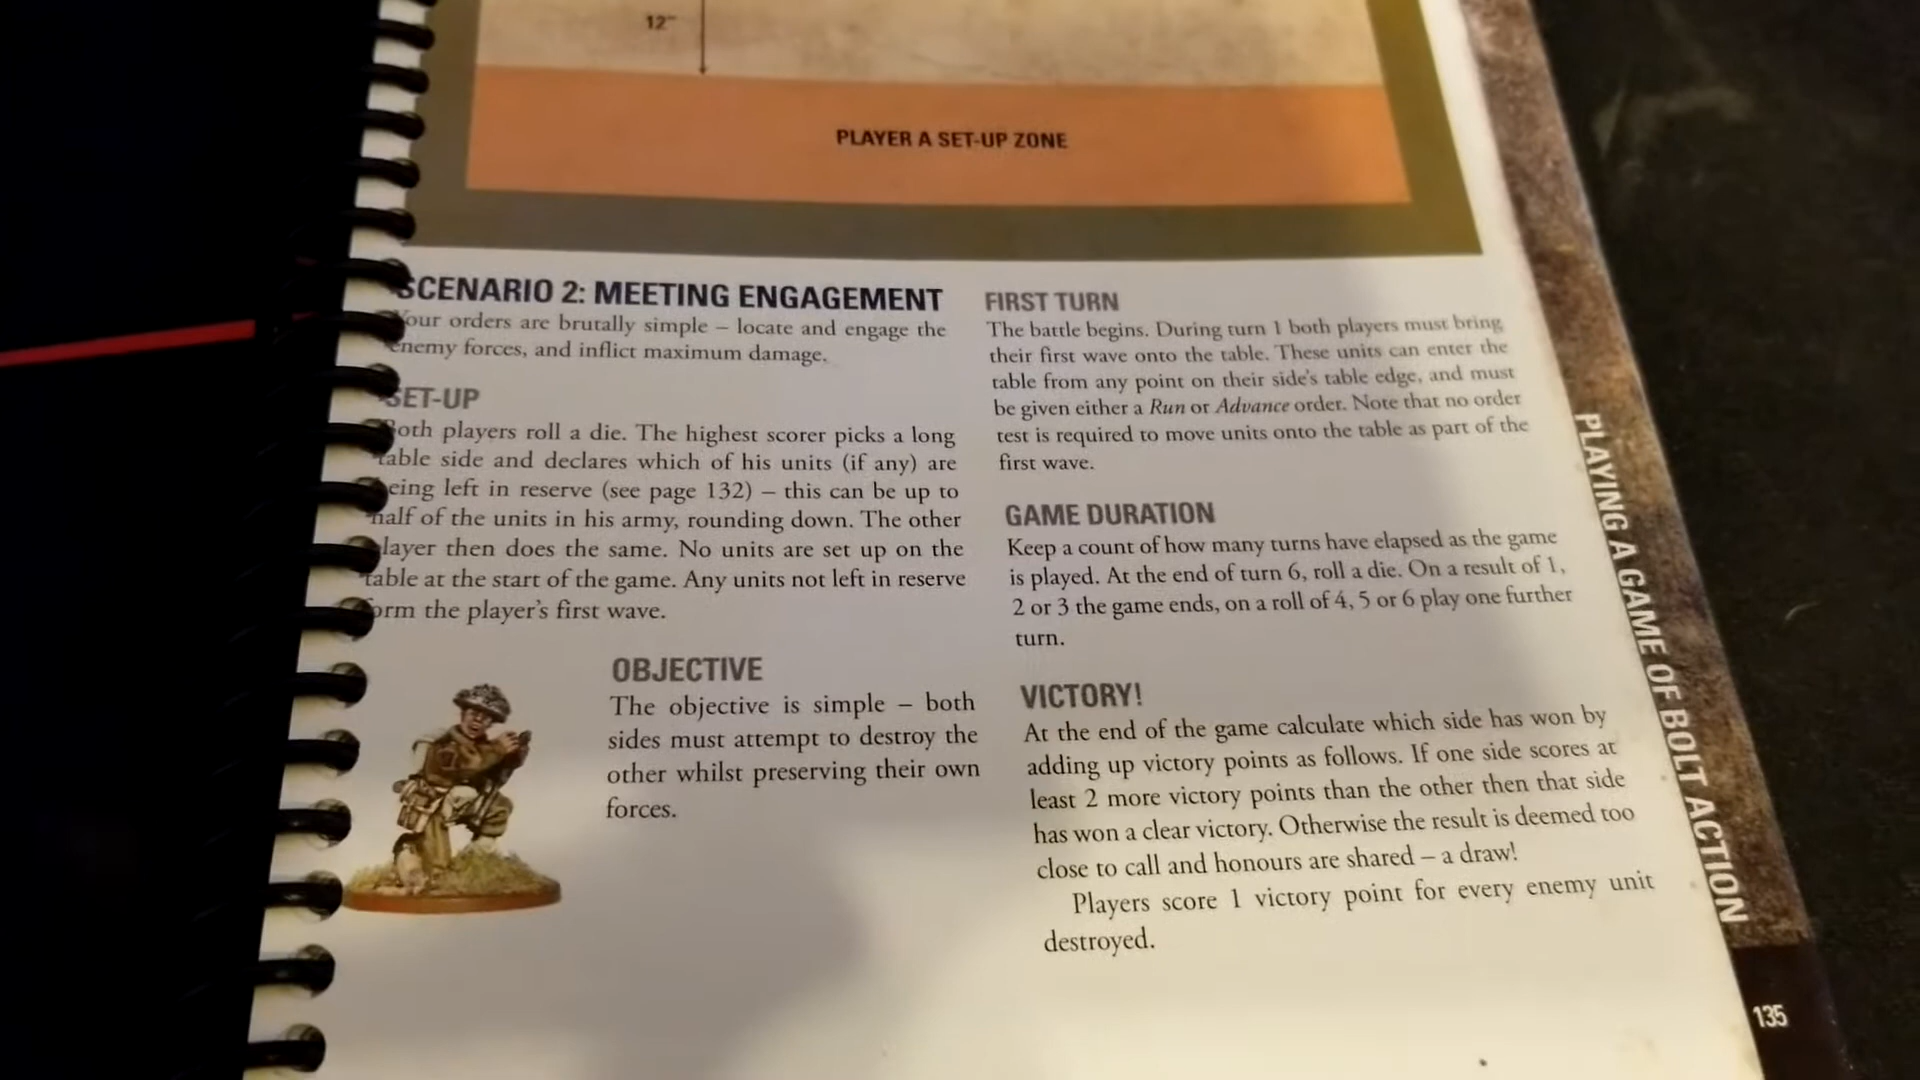 12"
PLAYER A SET-UP ZONE
SCENARIO 2: MEETING ENGAGEMENT
Your orders are brutally simple – locate and engage the
enemy forces, and inflict maximum damage.
SET-UP
Both players roll a die. The highest scorer picks a long
table side and declares which of his units (if any) are
being left in reserve (see page 132) – this can be up to
half of the units in his army, rounding down. The other
player then does the same. No units are set up on the
table at the start of the game. Any units not left in reserve
form the player's first wave.
OBJECTIVE
The objective is simple – both
sides must attempt to destroy the
other whilst preserving their own
forces.
FIRST TURN
The battle begins. During turn 1 both players must bring
their first wave onto the table. These units can enter the
table from any point on their side's table edge, and must
be given either a Run or Advance order. Note that no order
test is required to move units onto the table as part of the
first wave.
GAME DURATION
Keep a count of how many turns have elapsed as the game
is played. At the end of turn 6, roll a die. On a result of 1,
2 or 3 the game ends, on a roll of 4, 5 or 6 play one further
turn.
VICTORY!
At the end of the game calculate which side has won by
adding up victory points as follows. If one side scores at
least 2 more victory points than the other then that side
has won a clear victory. Otherwise the result is deemed too
close to call and honours are shared – a draw!
Players score 1 victory point for every enemy unit
destroyed.
PLAYING A GAME OF BOLT ACTION
135